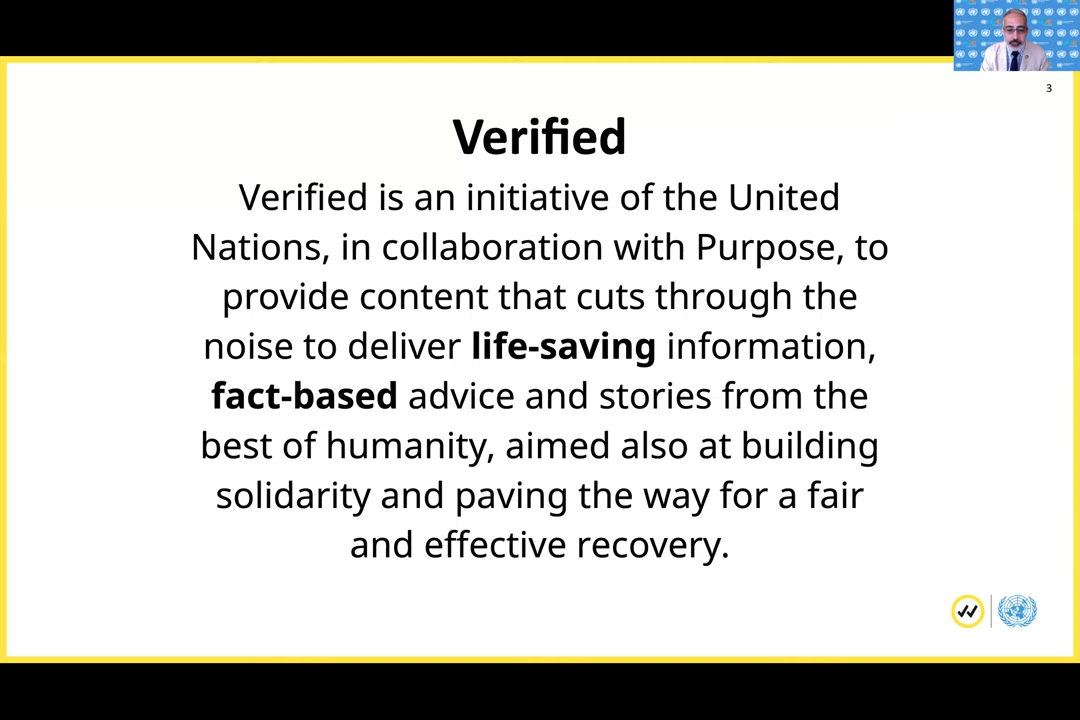 3
Verified
Verified is an initiative of the United
Nations, in collaboration with Purpose, to
provide content that cuts through the
noise to deliver life-saving information,
fact-based advice and stories from the
best of humanity, aimed also at building
solidarity and paving the way for a fair
and effective recovery.